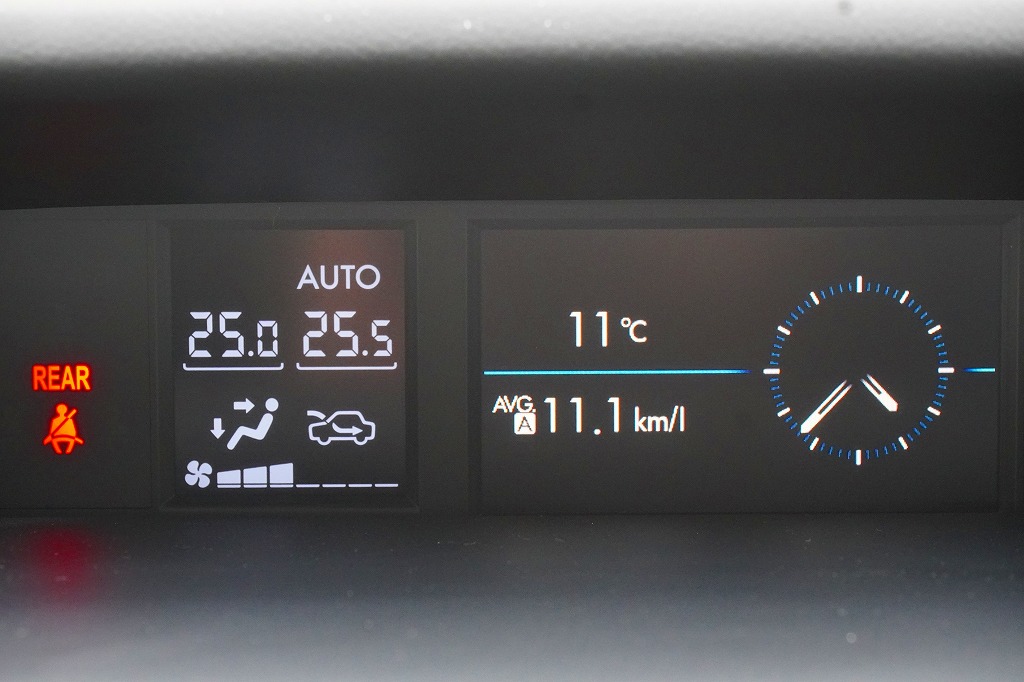 REAR
AUTO
25.0 25.5
11℃
AVG.
A 11.1 km/l